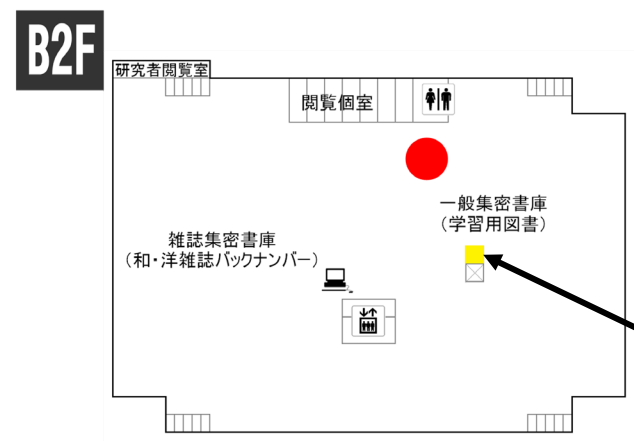 B2F
研究者閲覧室
閲覧個室
一般集密書庫
(学習用図書)
雑誌集密書庫
(和・洋雑誌バックナンバー)